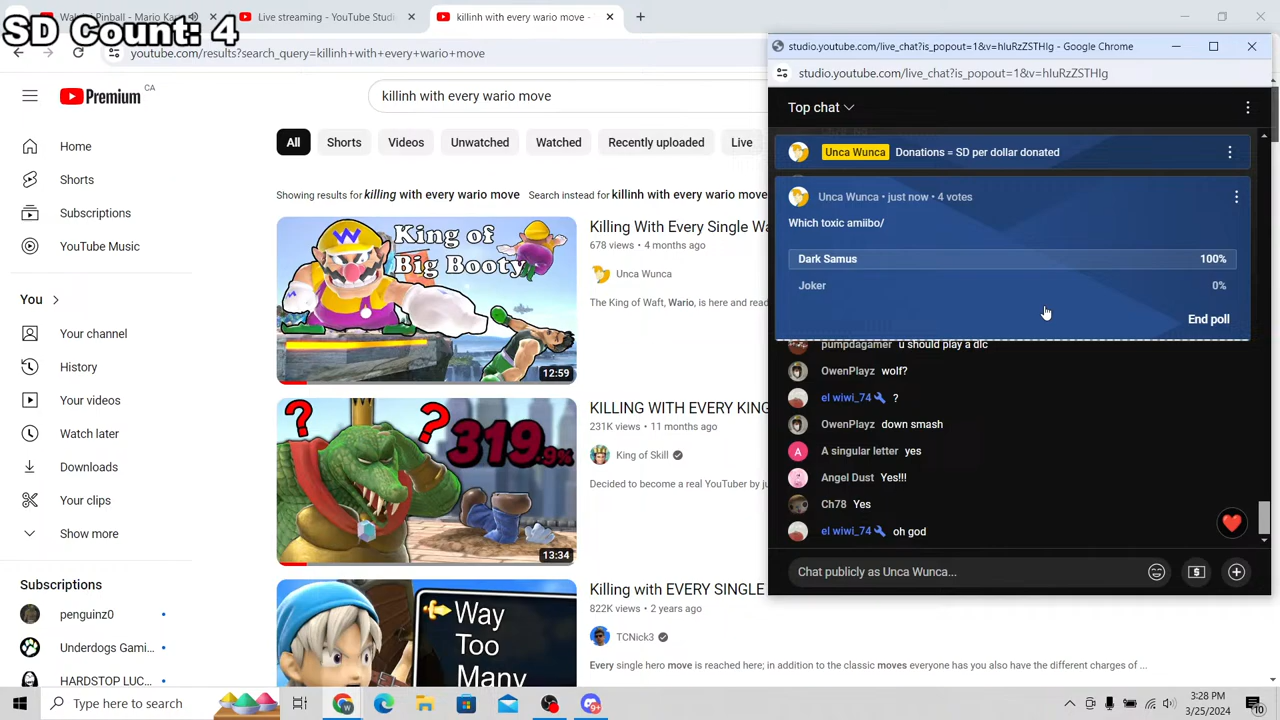 Wal
i Pinball - Mario Ka
Live streaming - YouTube Studi
killinh with every wario move -
SD Count: 4
youtube.com/results?search_query=killinh+with+every+wario+move
studio.youtube.com/live_chat?is_popout=1&v=hIuRzZSTHIg - Google Chrome
studio.youtube.com/live_chat?is_popout=1&v=hIuRzZSTHIg
Premium CA
killinh with every wario move
Home
Shorts
Subscriptions
YouTube Music
You
Your channel
History
Your videos
Watch later
Downloads
Your clips
Show more
Subscriptions
penguinz0
Underdogs Gami...
HARDSTOP LUC...
All
Shorts
Videos
Unwatched
Watched
Recently uploaded
Live
Showing results for killing with every wario move
Search instead for killinh with every wario move
King of
Big Booty
12:59
Killing With Every Single Wa
678 views • 4 months ago
Unca Wunca
The King of Waft, Wario, is here and read
? ?
319.9%
13:34
KILLING WITH EVERY KING
231K views • 11 months ago
King of Skill
Decided to become a real YouTuber by ju
Way
Too
Many
Killing with EVERY SINGLE
822K views • 2 years ago
TCNick3
Every single hero move is reached here; in addition to the classic moves everyone has you also have the different charges of ...
Top chat
Unca Wunca Donations = SD per dollar donated
Unca Wunca • just now • 4 votes
Which toxic amiibo/
Dark Samus 100%
Joker 0%
End poll
pumpdagamer u should play a dlc
OwenPlayz wolf?
el wiwi_74 ?
OwenPlayz down smash
A A singular letter yes
Angel Dust Yes!!!
Ch78 Yes
el wiwi_74 oh god
Chat publicly as Unca Wunca...
Type here to search
9+
3:28 PM
3/25/2024
10